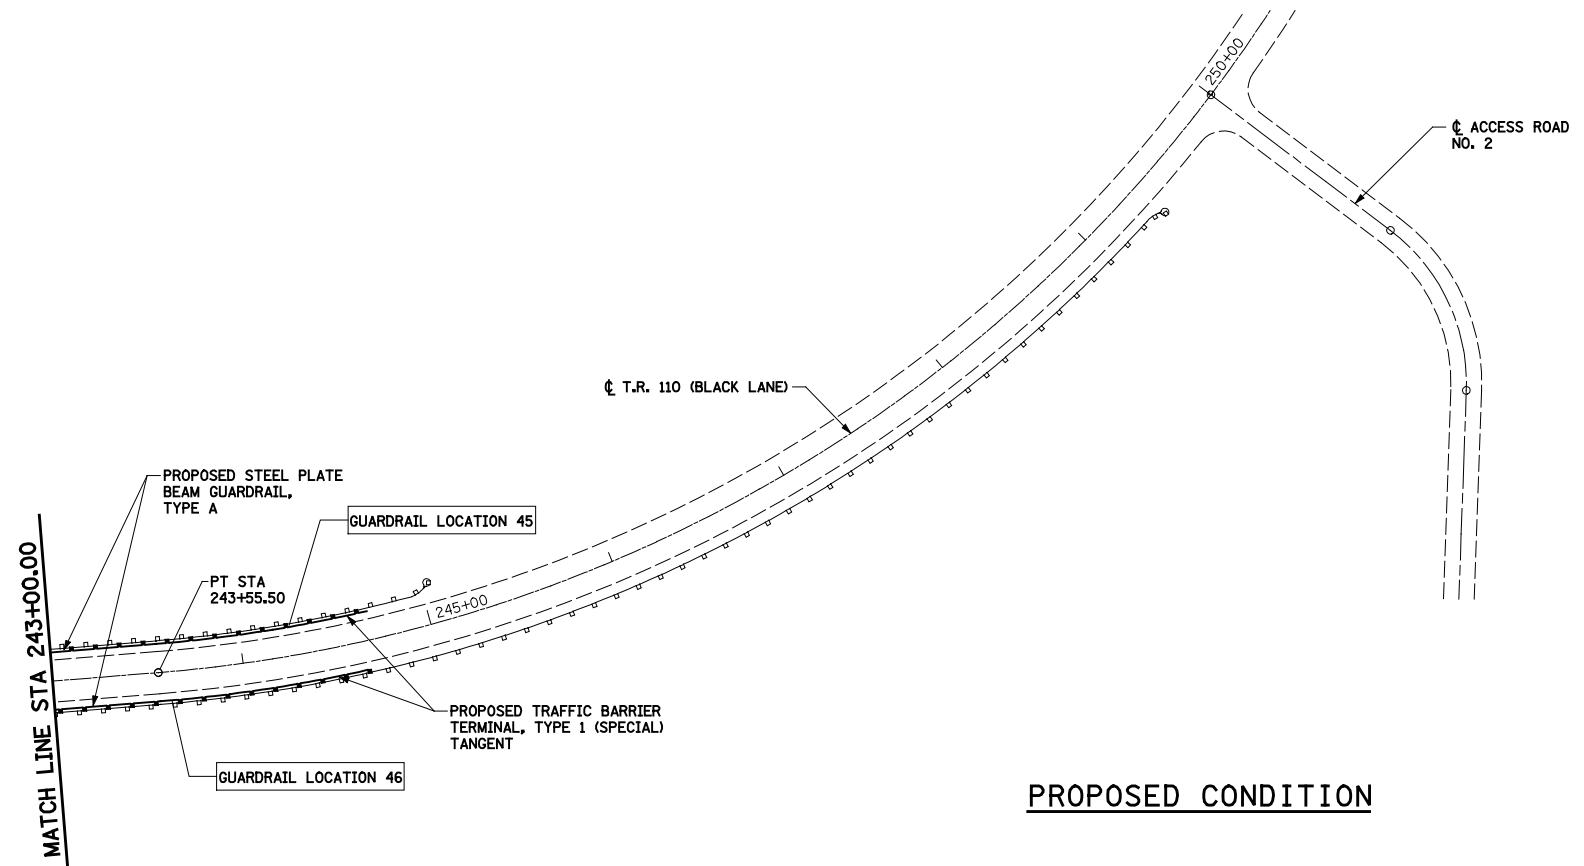 250+00
℄ ACCESS ROAD
NO. 2
℄ T.R. 110 (BLACK LANE)
PROPOSED STEEL PLATE
BEAM GUARDRAIL,
TYPE A
GUARDRAIL LOCATION 45
PT STA
243+55.50
245+00
MATCH LINE STA 243+00.00
PROPOSED TRAFFIC BARRIER
TERMINAL, TYPE 1 (SPECIAL)
TANGENT
GUARDRAIL LOCATION 46
PROPOSED CONDITION